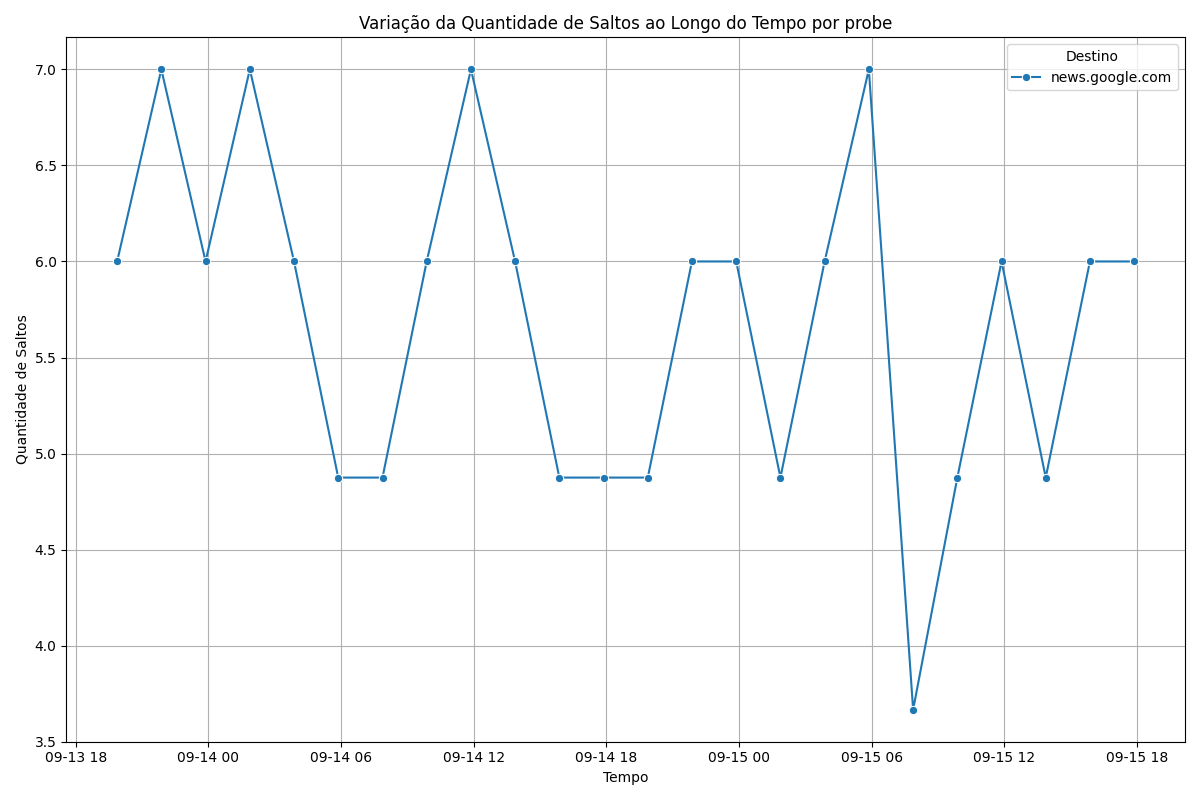 Variação da Quantidade de Saltos ao Longo do Tempo por probe
Destino
news.google.com
7.0
6.5
6.0
5.5
5.0
4.5
4.0
3.5
Quantidade de Saltos
09-13 18 09-14 00 09-14 06 09-14 12 09-14 18 09-15 00 09-15 06 09-15 12 09-15 18
Tempo